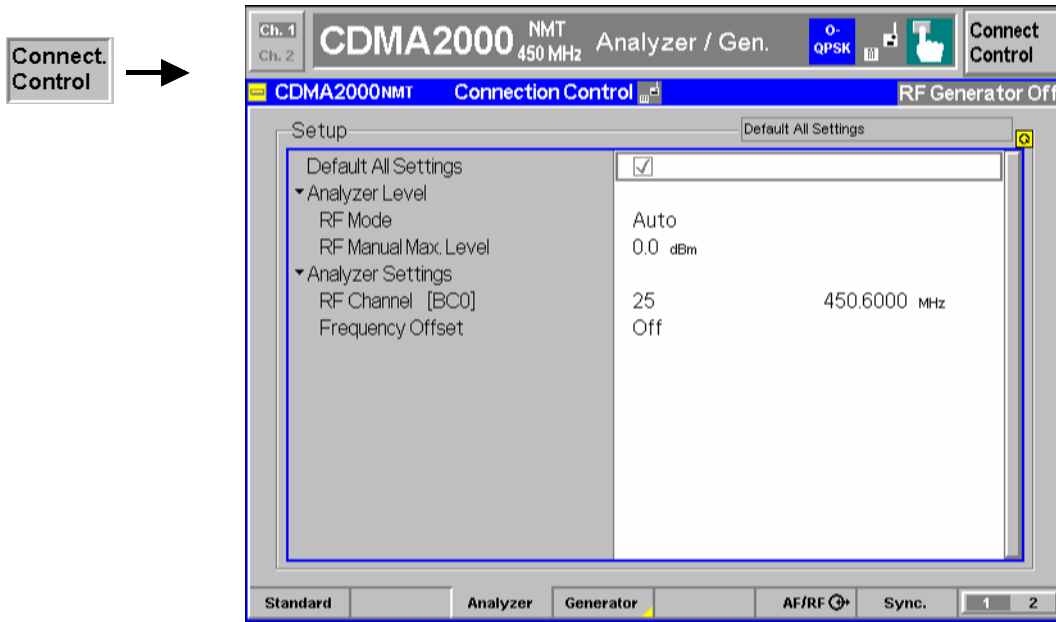 Connect.
Control
Ch. 1
Ch. 2
CDMA2000 NMT 450 MHz Analyzer / Gen.
O-QPSK
Connect
Control
CDMA2000NMT Connection Control RF Generator Off
Setup Default All Settings
Default All Settings
Analyzer Level
RF Mode Auto
RF Manual Max. Level 0.0 dBm
Analyzer Settings
RF Channel [BC0] 25 450.6000 MHz
Frequency Offset Off
Standard Analyzer Generator AF/RF Sync. 1 2